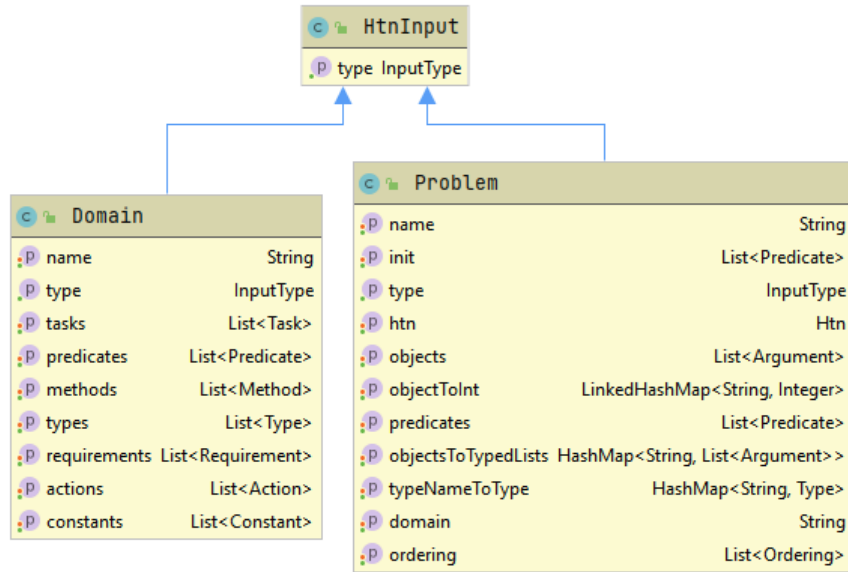 HtnInput
type InputType
Domain
name String
type InputType
tasks List<Task>
predicates List<Predicate>
methods List<Method>
types List<Type>
requirements List<Requirement>
actions List<Action>
constants List<Constant>
Problem
name String
init List<Predicate>
type InputType
htn Htn
objects List<Argument>
objectToInt LinkedHashMap<String, Integer>
predicates List<Predicate>
objectsToTypedLists HashMap<String, List<Argument>>
typeNameToType HashMap<String, Type>
domain String
ordering List<Ordering>